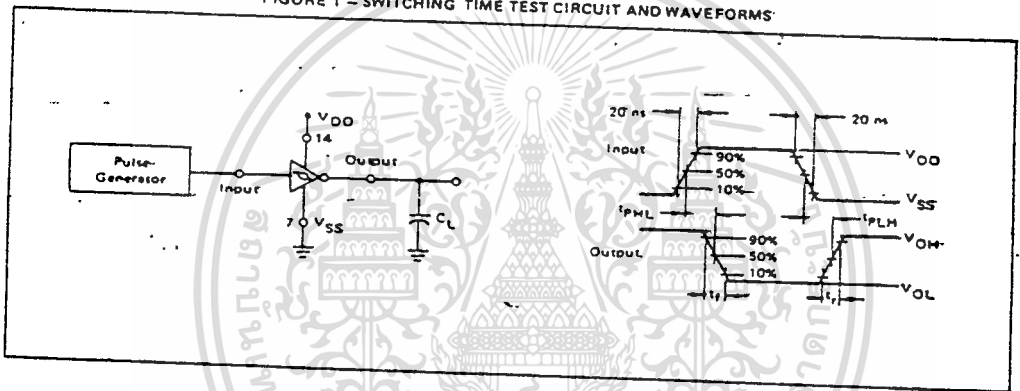 FIGURE 1 – SWITCHING TIME TEST CIRCUIT AND WAVEFORMS
Pulse-
Generator
Input
VDD
14
7
VSS
Output
CL
20 ns
20 ns
Input
90%
50%
10%
VDD
VSS
tPHL
tPLH
Output
90%
50%
10%
VOH
VOL
tf
tr